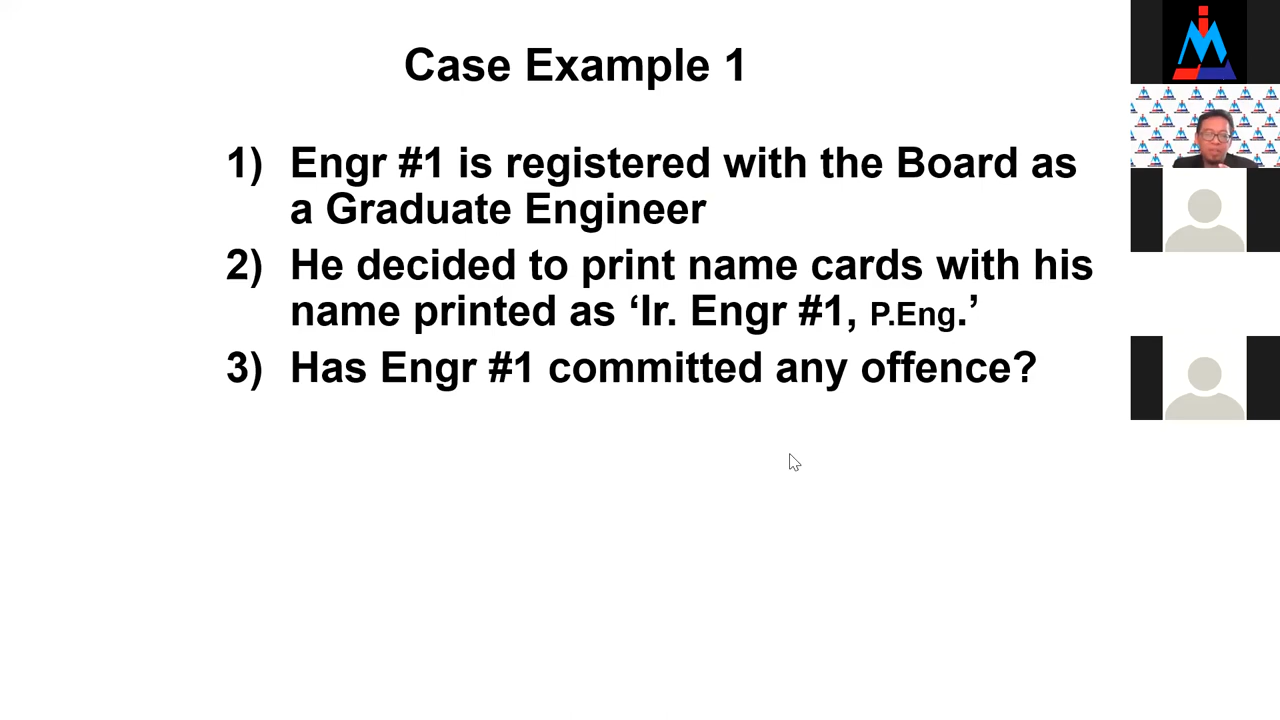 Case Example 1
1) Engr #1 is registered with the Board as
a Graduate Engineer
2) He decided to print name cards with his
name printed as ‘Ir. Engr #1, P.Eng.’
3) Has Engr #1 committed any offence?